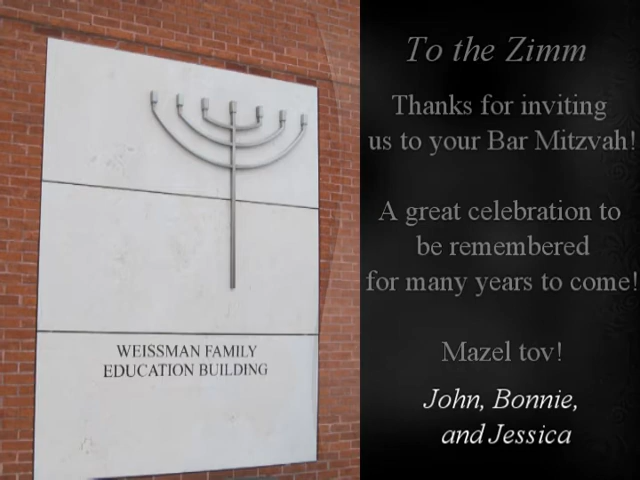 WEISSMAN FAMILY
EDUCATION BUILDING
To the Zimm
Thanks for inviting
us to your Bar Mitzvah!
A great celebration to
be remembered
for many years to come!
Mazel tov!
John, Bonnie,
and Jessica